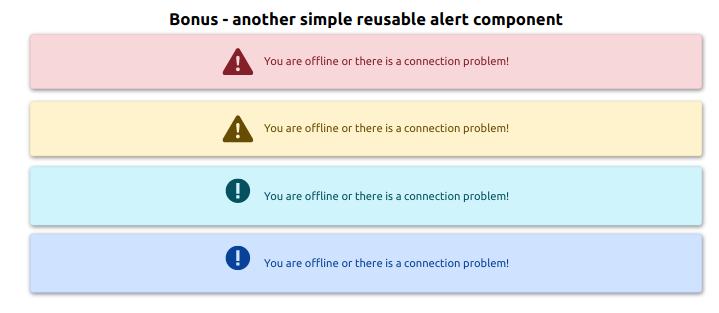 Bonus - another simple reusable alert component
You are offline or there is a connection problem!
You are offline or there is a connection problem!
You are offline or there is a connection problem!
You are offline or there is a connection problem!